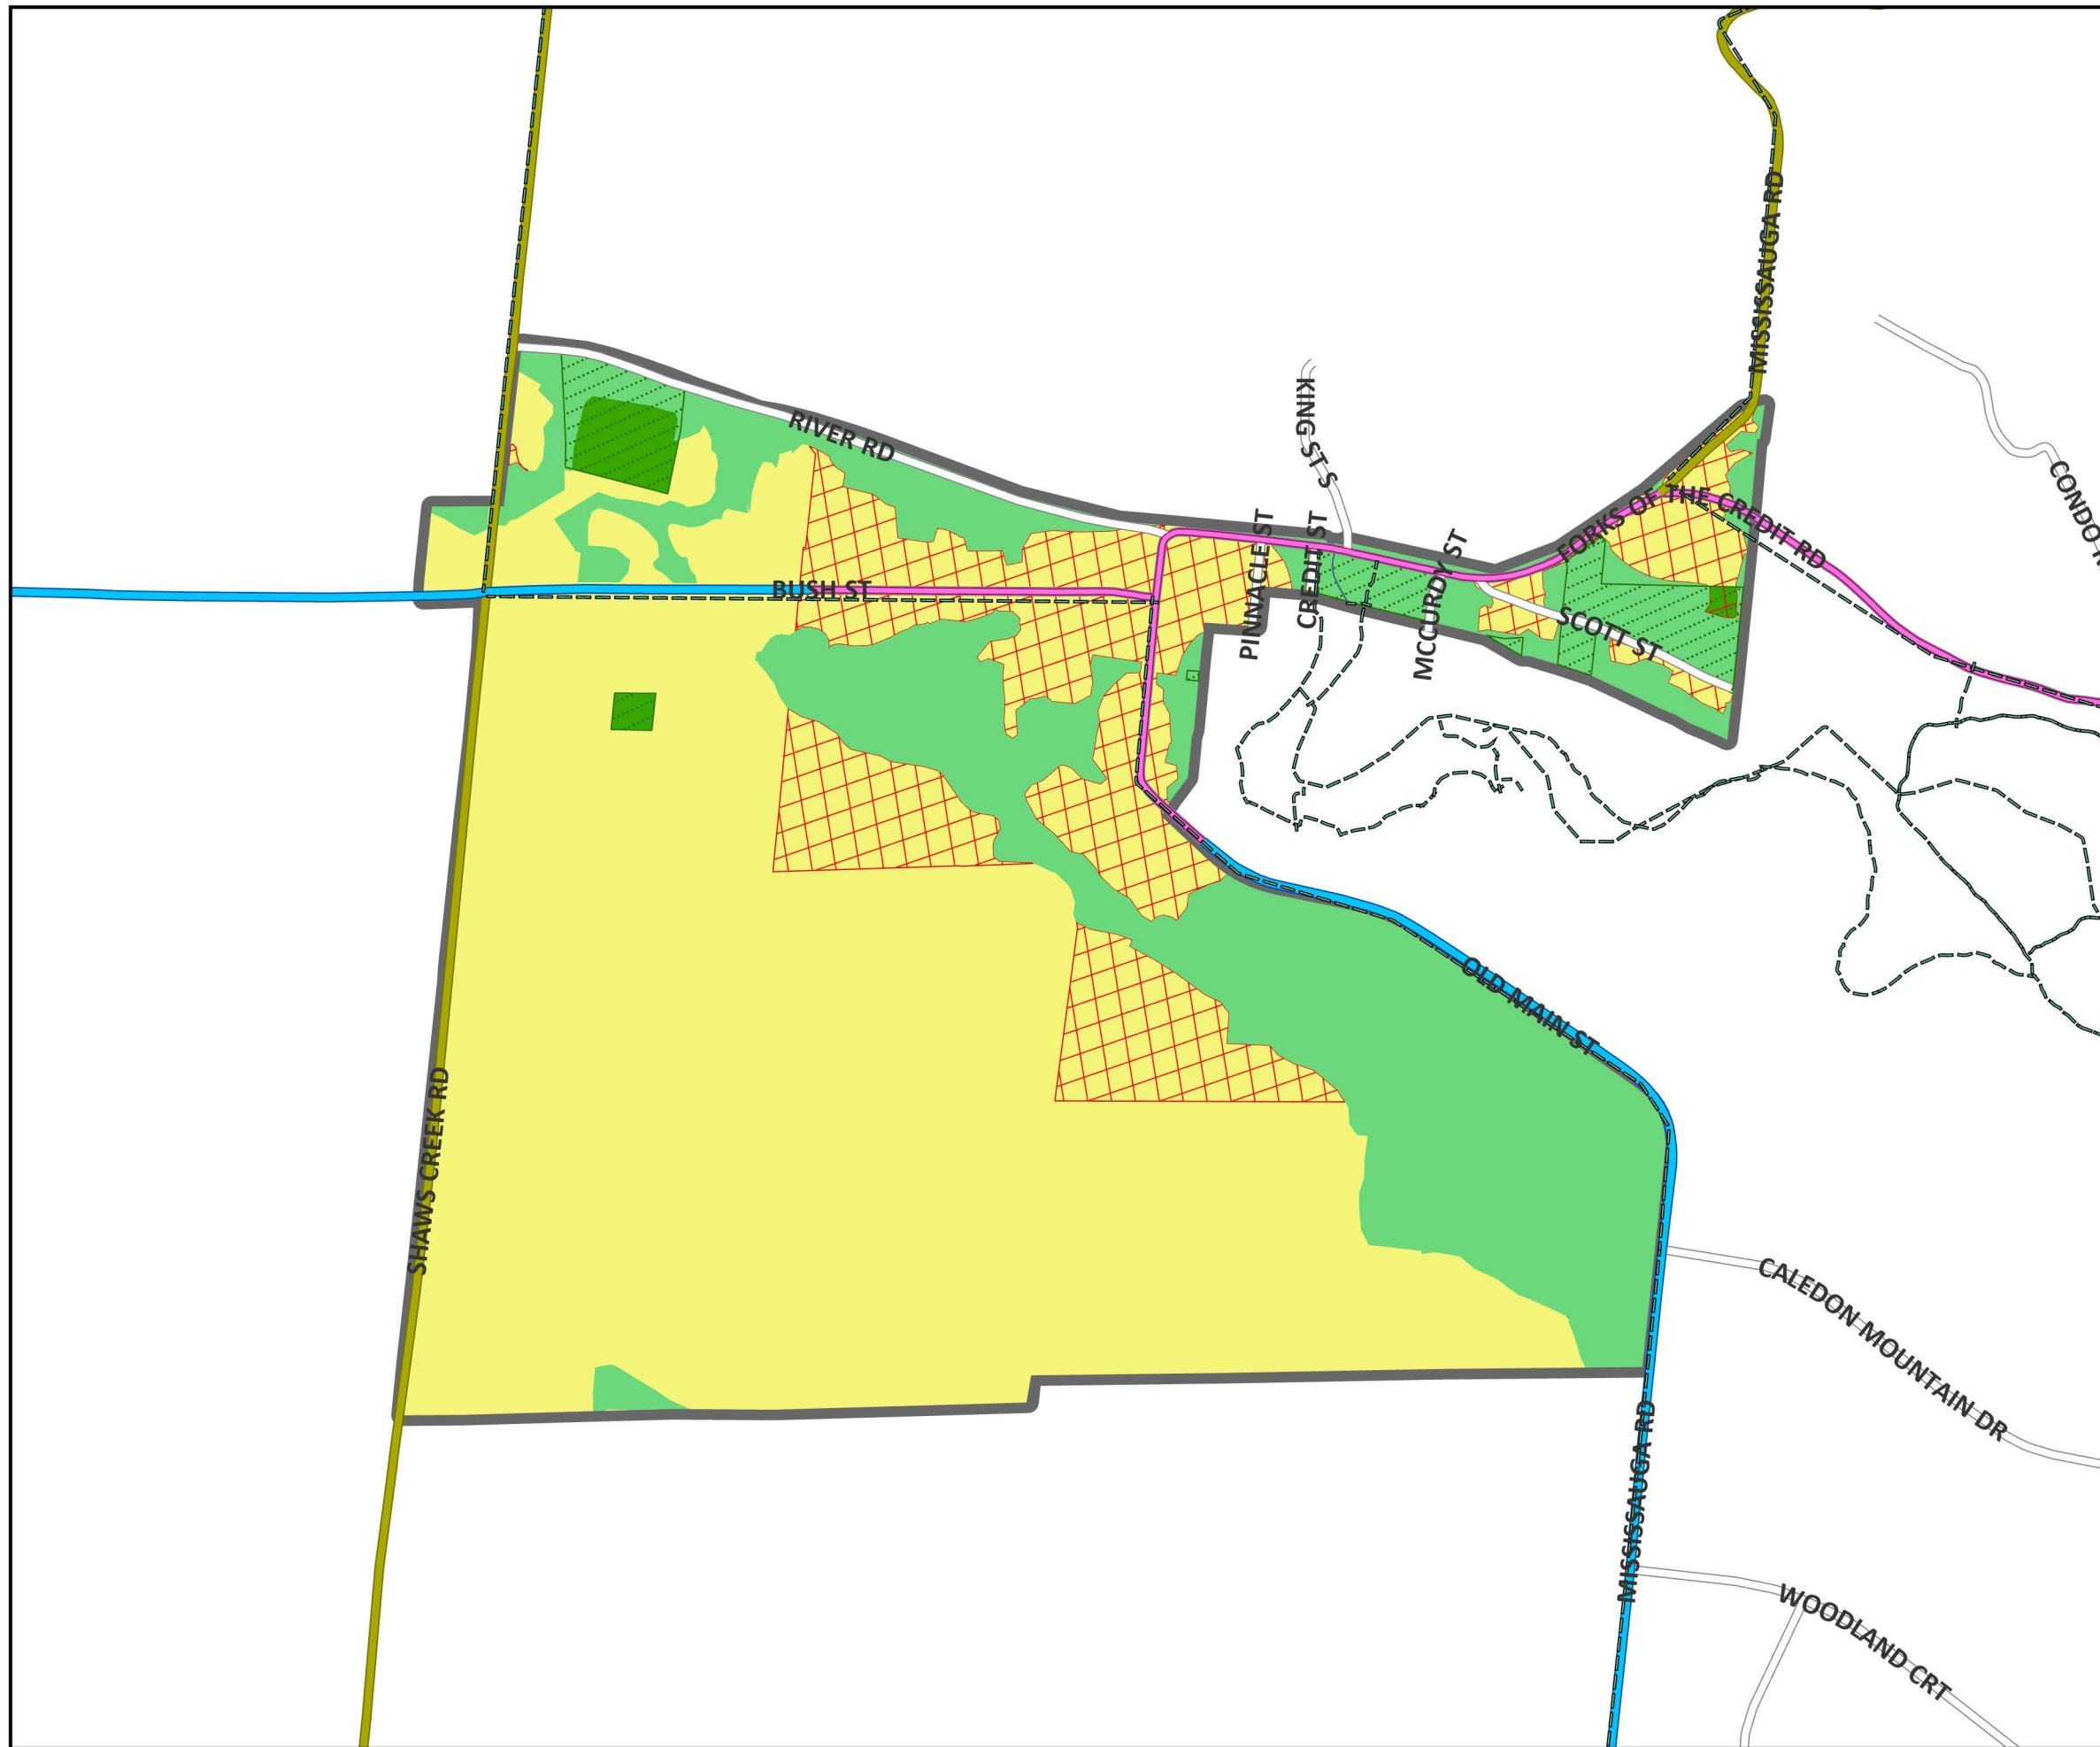 MISSISSAUGA RD
KING ST S
RIVER RD
CONDO
FORKS OF THE CREDIT RD
PINNACLE ST
CREDIT ST
MCCURDY ST
BUSH ST
SCOTT ST
OLD MAIN ST
SHAWS CREEK RD
CALEDON MOUNTAIN DR
MISSISSAUGA RD
WOODLAND CRT